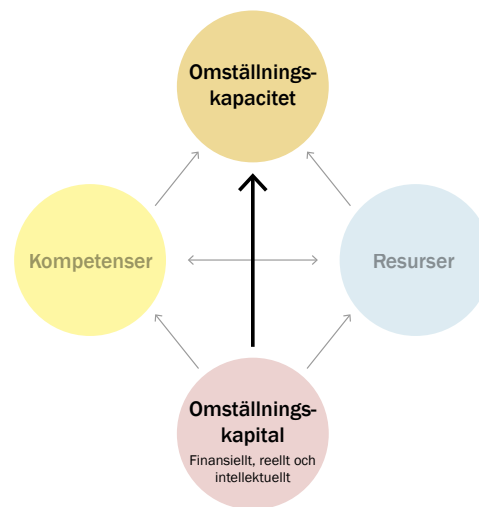 Omställnings-
kapacitet
Kompetenser
Resurser
Omställnings-
kapital
Finansiellt, reellt och
intellektuellt